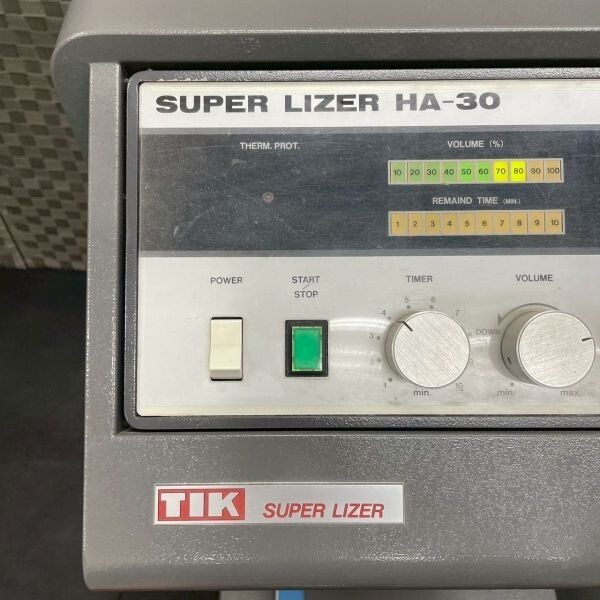 SUPER LIZER HA-30
THERM. PROT.
VOLUME (%)
10 20 30 40 50 60 70 80 90 100
REMAIND TIME (MIN.)
1 2 3 4 5 6 7 8 9 10
POWER
START
STOP
TIMER
1 2 3 4 5 6 7 10
min.
VOLUME
DOWN
min. max.
TIK SUPER LIZER